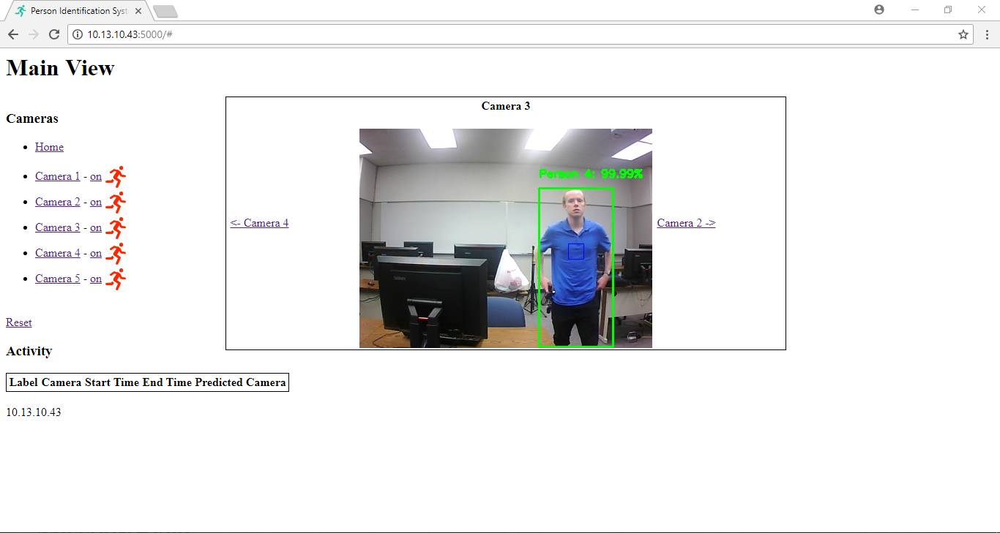 Person Identification Syst
10.13.10.43:5000/#
Main View
Cameras
Home
Camera 1 - on
Camera 2 - on
Camera 3 - on
Camera 4 - on
Camera 5 - on
Reset
Camera 3
<- Camera 4
Person 4: 99.99%
Camera 2 ->
Activity
Label Camera Start Time End Time Predicted Camera
10.13.10.43